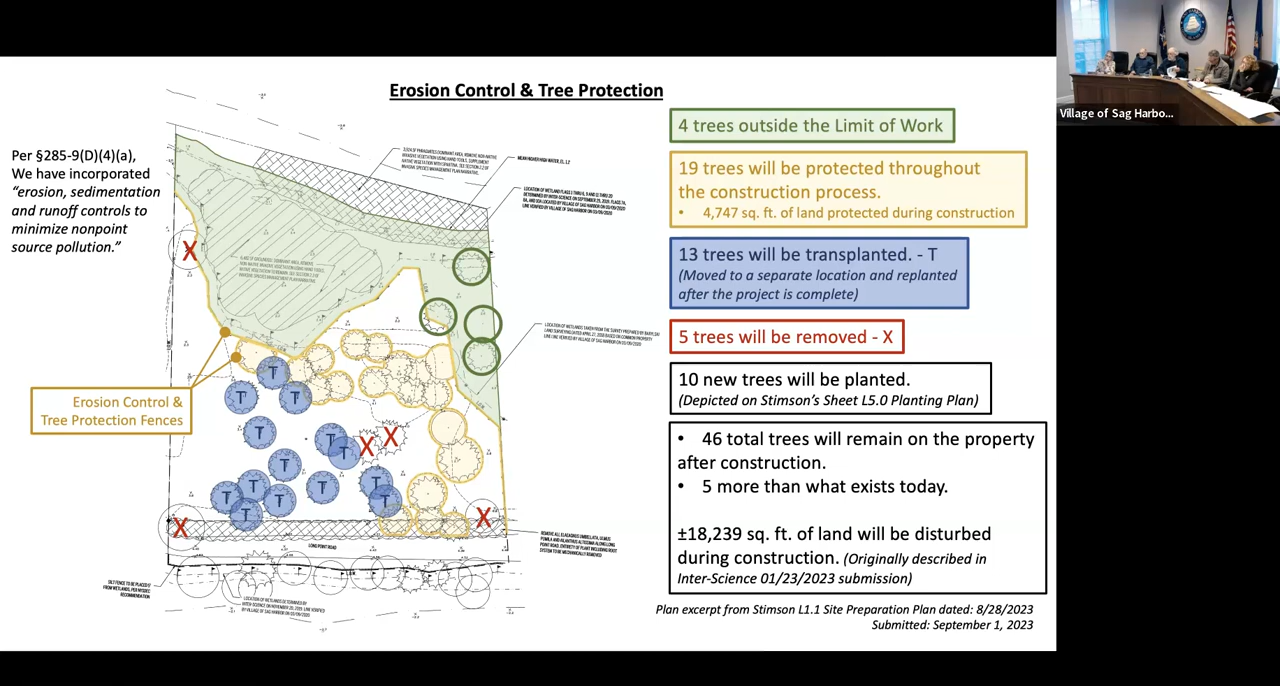 Erosion Control & Tree Protection
Per §285-9(D)(4)(a),
We have incorporated
“erosion, sedimentation
and runoff controls to
minimize nonpoint
source pollution.”
Erosion Control &
Tree Protection Fences
MEAN HIGHER HIGH WATER, EL. 1.2
LONG POINT ROAD
X
T
T
T
T
T
T
X
X
T
T
T
T
T
T
T
X
X
4 trees outside the Limit of Work
19 trees will be protected throughout
the construction process.
• 4,747 sq. ft. of land protected during construction
13 trees will be transplanted. - T
(Moved to a separate location and replanted
after the project is complete)
5 trees will be removed - X
10 new trees will be planted.
(Depicted on Stimson’s Sheet L5.0 Planting Plan)
• 46 total trees will remain on the property
after construction.
• 5 more than what exists today.
±18,239 sq. ft. of land will be disturbed
during construction. (Originally described in
Inter-Science 01/23/2023 submission)
Plan excerpt from Stimson L1.1 Site Preparation Plan dated: 8/28/2023
Submitted: September 1, 2023
Village of Sag Harbo...